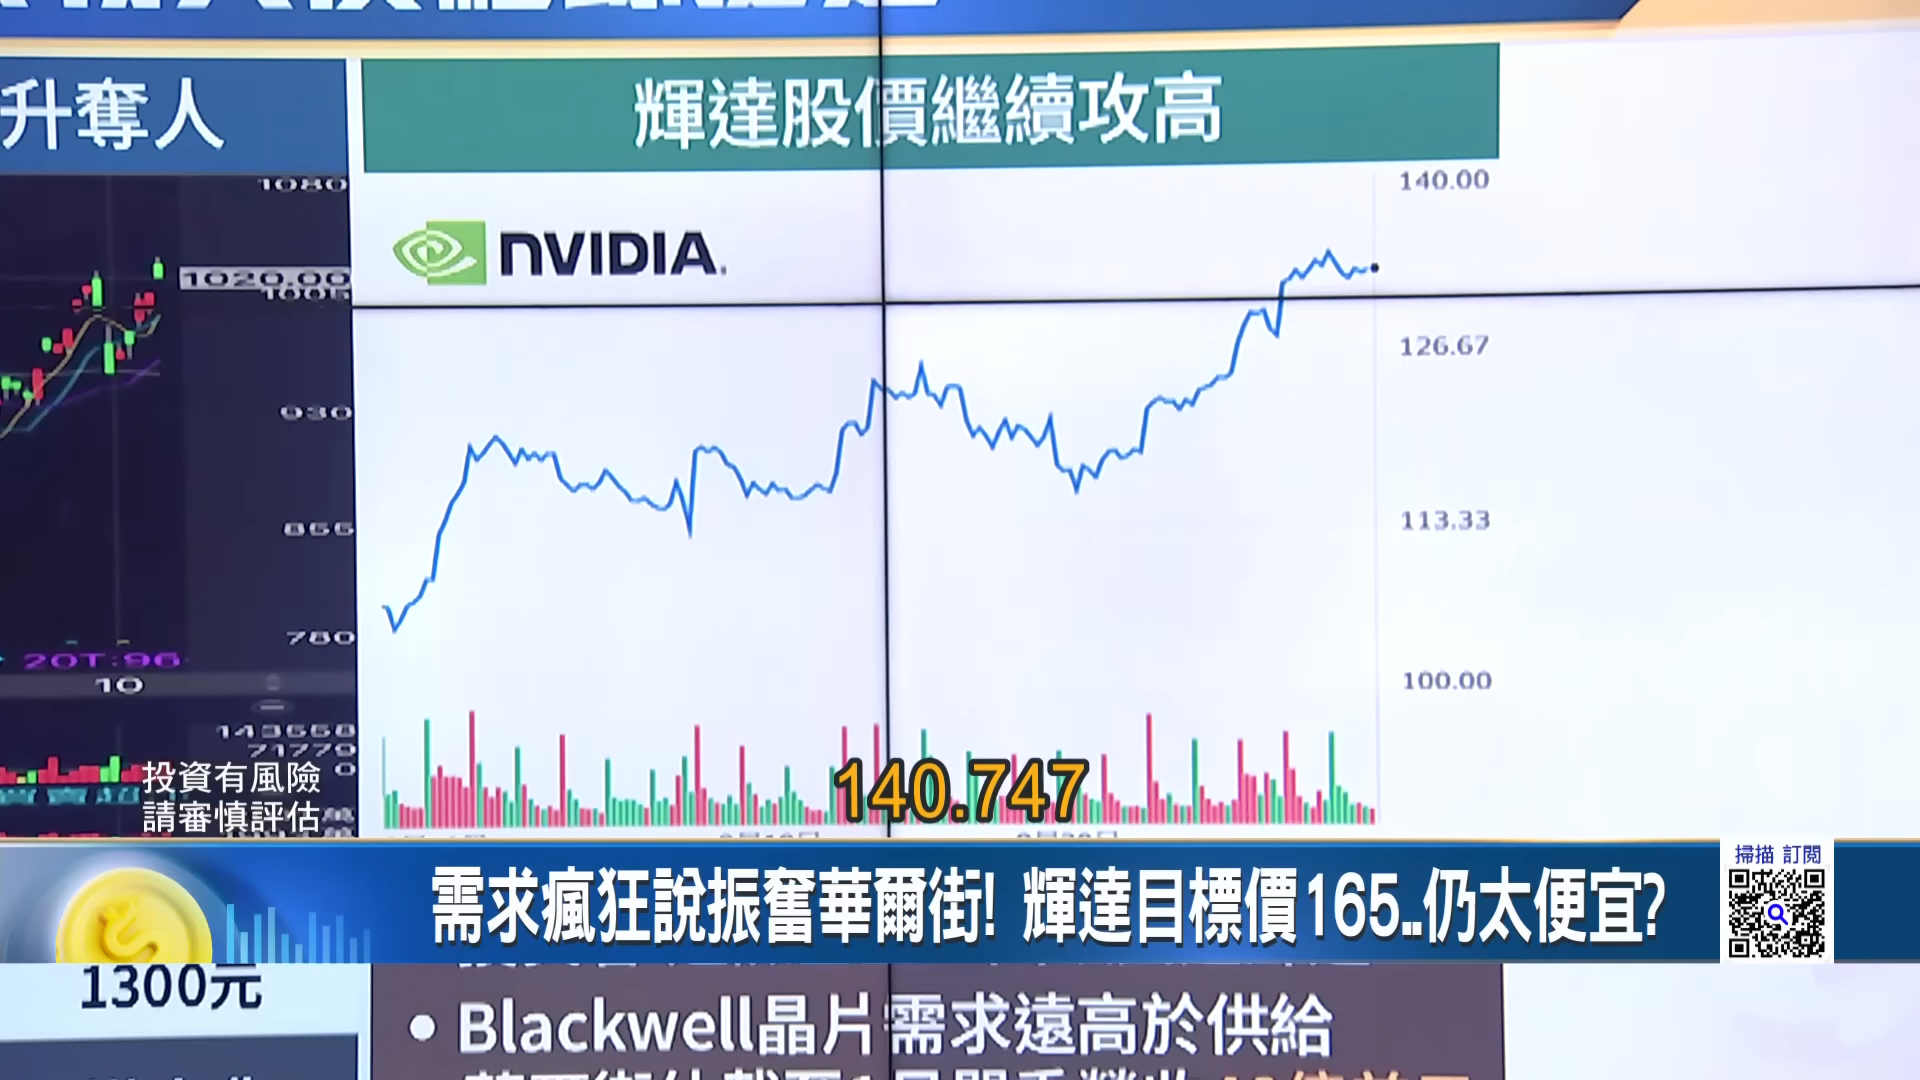 升奪人
輝達股價繼續攻高
1080
1020.00
1005
930
855
780
20T:96
10
143558
71779
0
NVIDIA.
140.00
126.67
113.33
100.00
140.747
投資有風險
請審慎評估
需求瘋狂說振奮華爾街! 輝達目標價165..仍太便宜?
掃描 訂閱
1300元
• Blackwell晶片需求遠高於供給